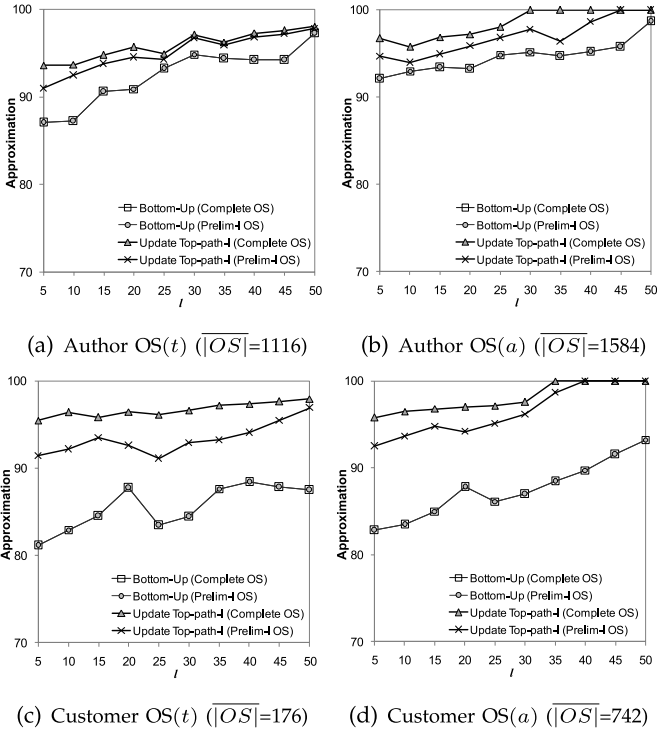 100
90
80
70
Approximation
Bottom-Up (Complete OS)
Bottom-Up (Prelim-l OS)
Update Top-path-l (Complete OS)
Update Top-path-l (Prelim-l OS)
5 10 15 20 25 30 35 40 45 50
l
(a) Author OS(t) (|OS|=1116)
100
90
80
70
Approximation
Bottom-Up (Complete OS)
Bottom-Up (Prelim-l OS)
Update Top-path-l (Complete OS)
Update Top-path-l (Prelim-l OS)
5 10 15 20 25 30 35 40 45 50
l
(b) Author OS(a) (|OS|=1584)
100
90
80
70
Approximation
Bottom-Up (Complete OS)
Bottom-Up (Prelim-l OS)
Update Top-path-l (Complete OS)
Update Top-path-l (Prelim-l OS)
5 10 15 20 25 30 35 40 45 50
l
(c) Customer OS(t) (|OS|=176)
100
90
80
70
Approximation
Bottom-Up (Complete OS)
Bottom-Up (Prelim-l OS)
Update Top-path-l (Complete OS)
Update Top-path-l (Prelim-l OS)
5 10 15 20 25 30 35 40 45 50
l
(d) Customer OS(a) (|OS|=742)